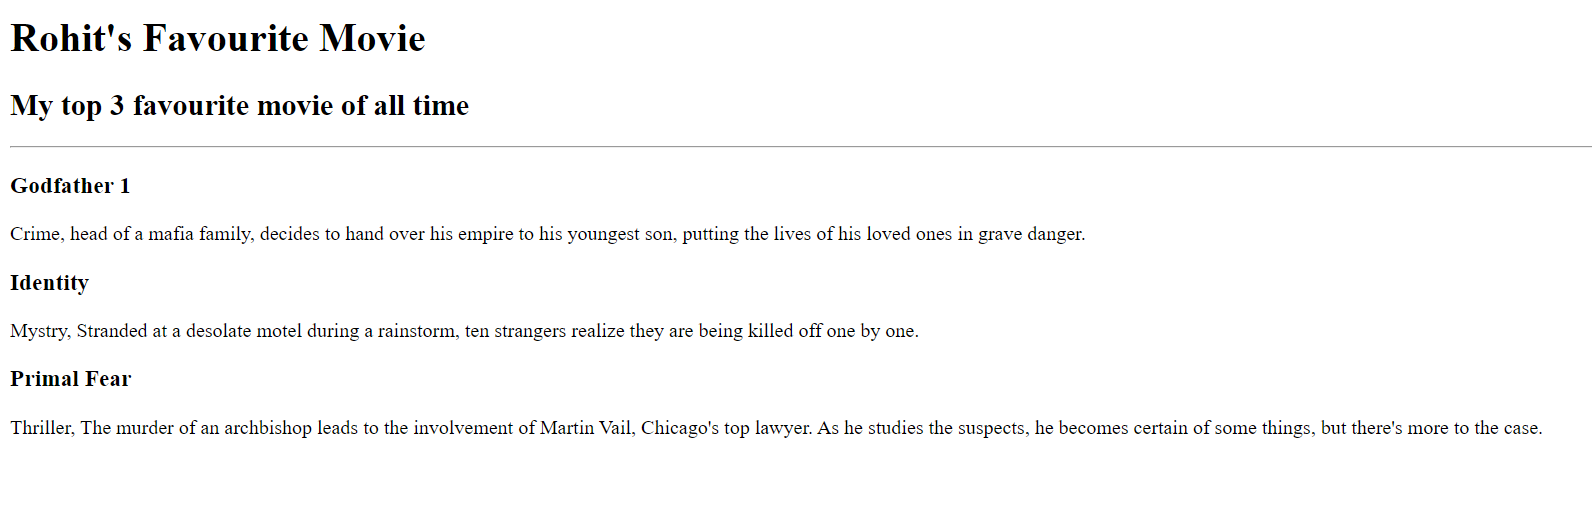 Rohit's Favourite Movie
My top 3 favourite movie of all time
Godfather 1
Crime, head of a mafia family, decides to hand over his empire to his youngest son, putting the lives of his loved ones in grave danger.
Identity
Mystry, Stranded at a desolate motel during a rainstorm, ten strangers realize they are being killed off one by one.
Primal Fear
Thriller, The murder of an archbishop leads to the involvement of Martin Vail, Chicago's top lawyer. As he studies the suspects, he becomes certain of some things, but there's more to the case.